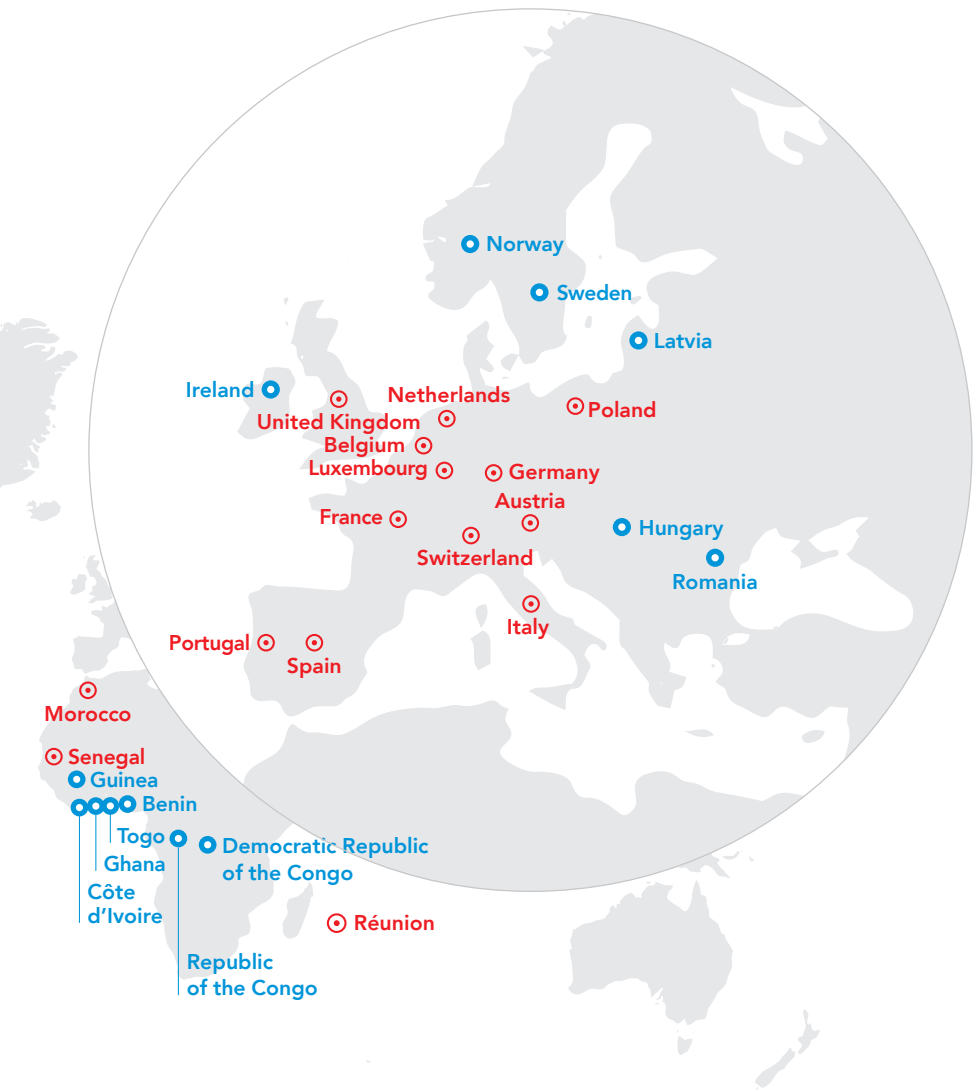 Norway
Sweden
Latvia
Ireland
Netherlands
Poland
United Kingdom
Belgium
Luxembourg
Germany
Austria
France
Hungary
Switzerland
Romania
Italy
Portugal
Spain
Morocco
Senegal
Guinea
Benin
Togo
Democratic Republic
of the Congo
Ghana
Côte
d’Ivoire
Réunion
Republic
of the Congo